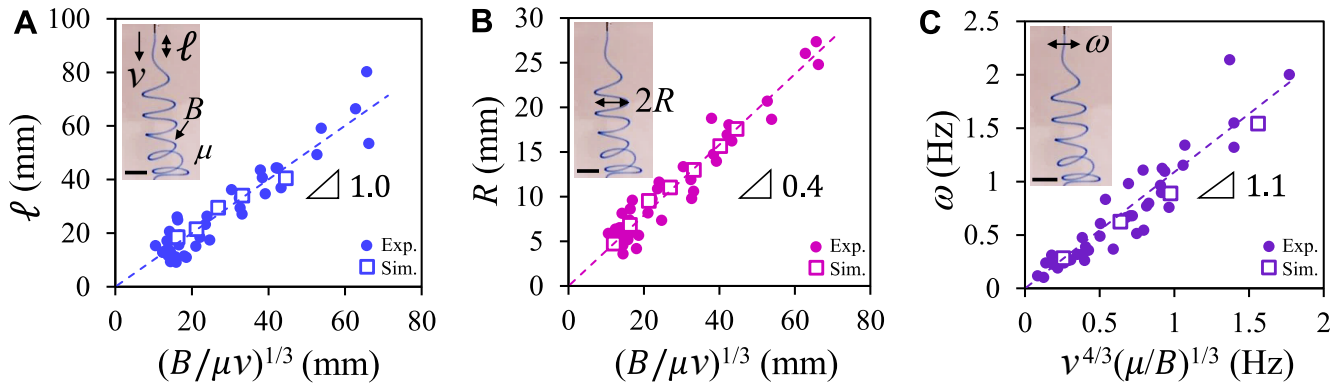 A
100
80
60
40
20
0
ℓ (mm)
v
ℓ
B
μ
1.0
Exp.
Sim.
0
20
40
60
80
(B/μv)^{1/3} (mm)
B
30
25
20
15
10
5
0
R (mm)
2R
0.4
Exp.
Sim.
0
20
40
60
80
(B/μv)^{1/3} (mm)
C
2.5
2
1.5
1
0.5
0
ω (Hz)
ω
1.1
Exp.
Sim.
0
0.5
1
1.5
2
v^{4/3}(μ/B)^{1/3} (Hz)